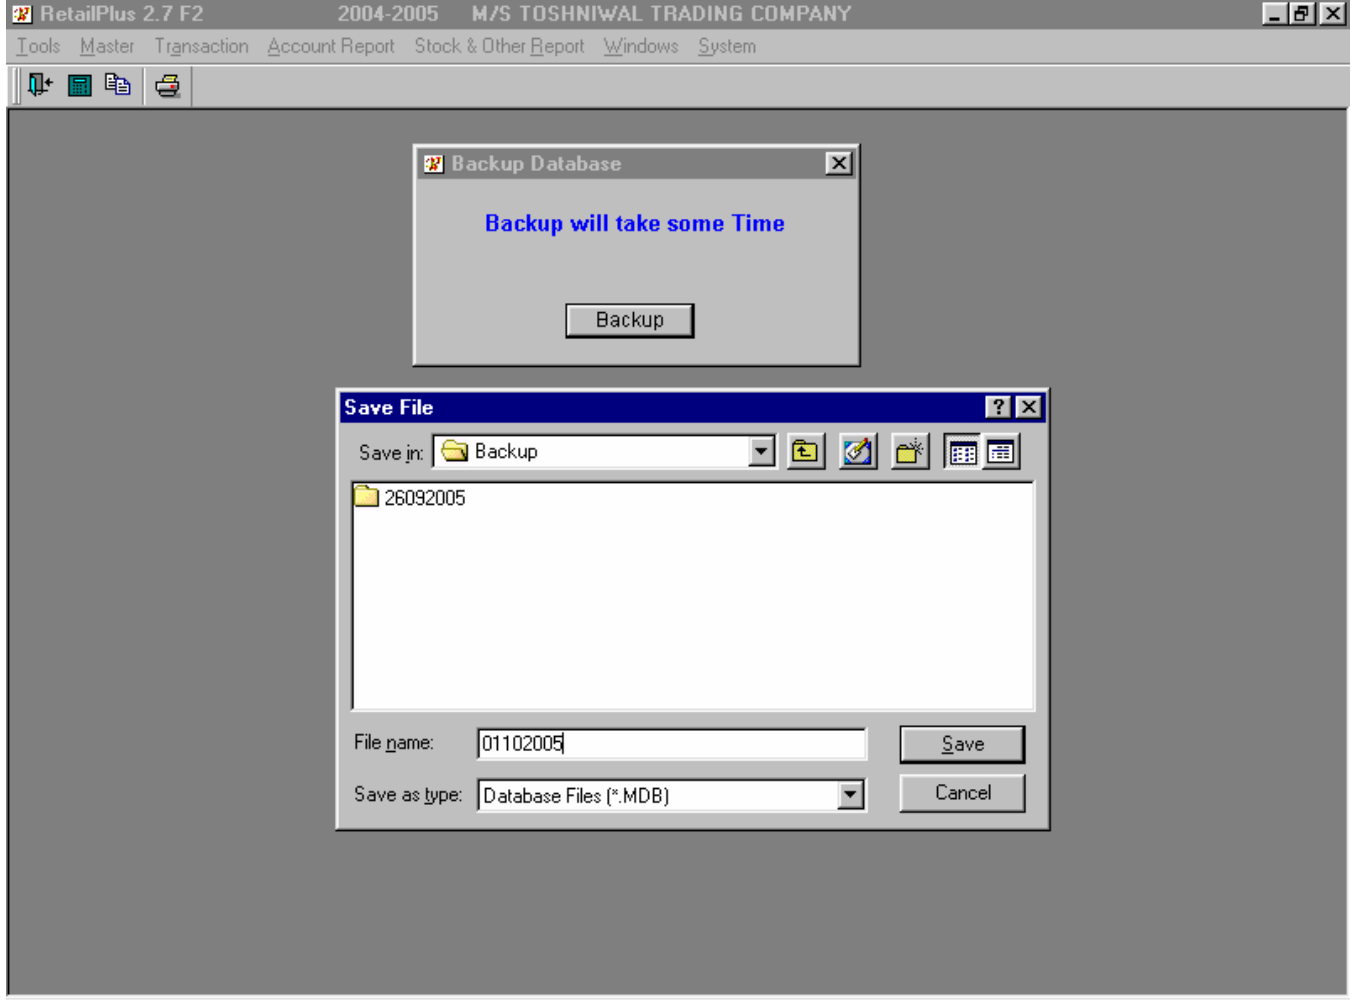 RetailPlus 2.7 F2 2004-2005 M/S TOSHNIWAL TRADING COMPANY
Tools Master Transaction Account Report Stock & Other Report Windows System
Backup Database
Backup will take some Time
Backup
Save File
Save in: Backup
26092005
File name: 01102005 Save
Save as type: Database Files (*.MDB) Cancel